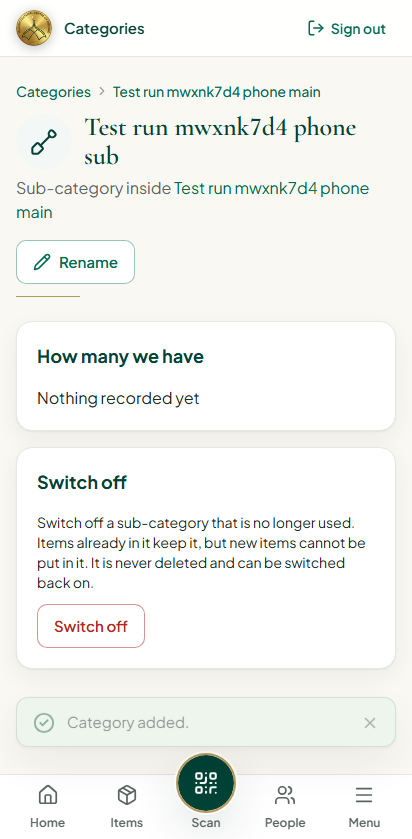 Categories
Sign out
Categories > Test run mwxnk7d4 phone main
Test run mwxnk7d4 phone
sub
Sub-category inside Test run mwxnk7d4 phone
main
Rename
How many we have
Nothing recorded yet
Switch off
Switch off a sub-category that is no longer used.
Items already in it keep it, but new items cannot be
put in it. It is never deleted and can be switched
back on.
Switch off
Category added.
Home
Items
Scan
People
Menu